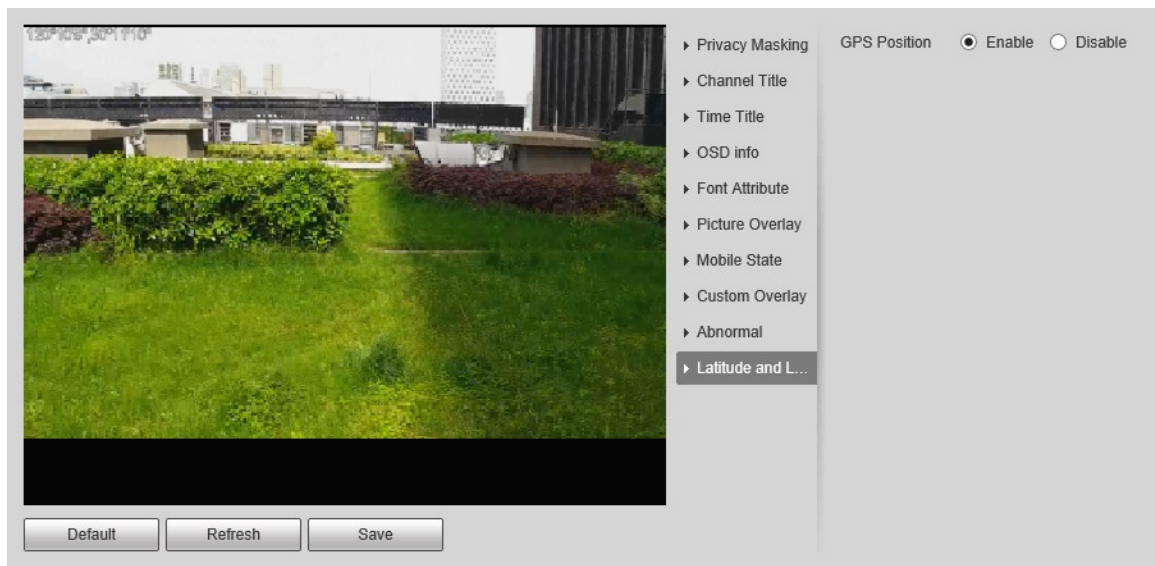 Privacy Masking
Channel Title
Time Title
OSD info
Font Attribute
Picture Overlay
Mobile State
Custom Overlay
Abnormal
Latitude and L...
GPS Position Enable Disable
Default Refresh Save